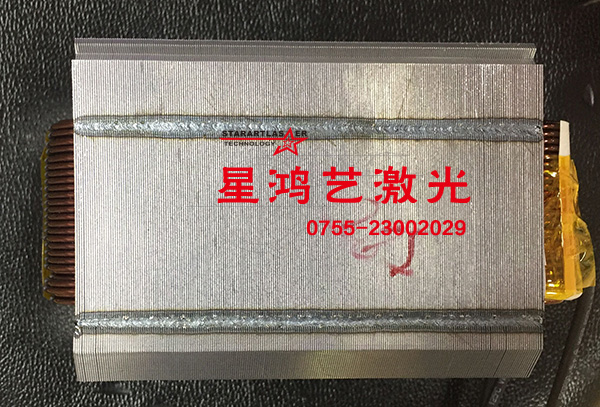 STARARTLASER
TECHNOLOGY
星鸿艺激光
0755-23002029